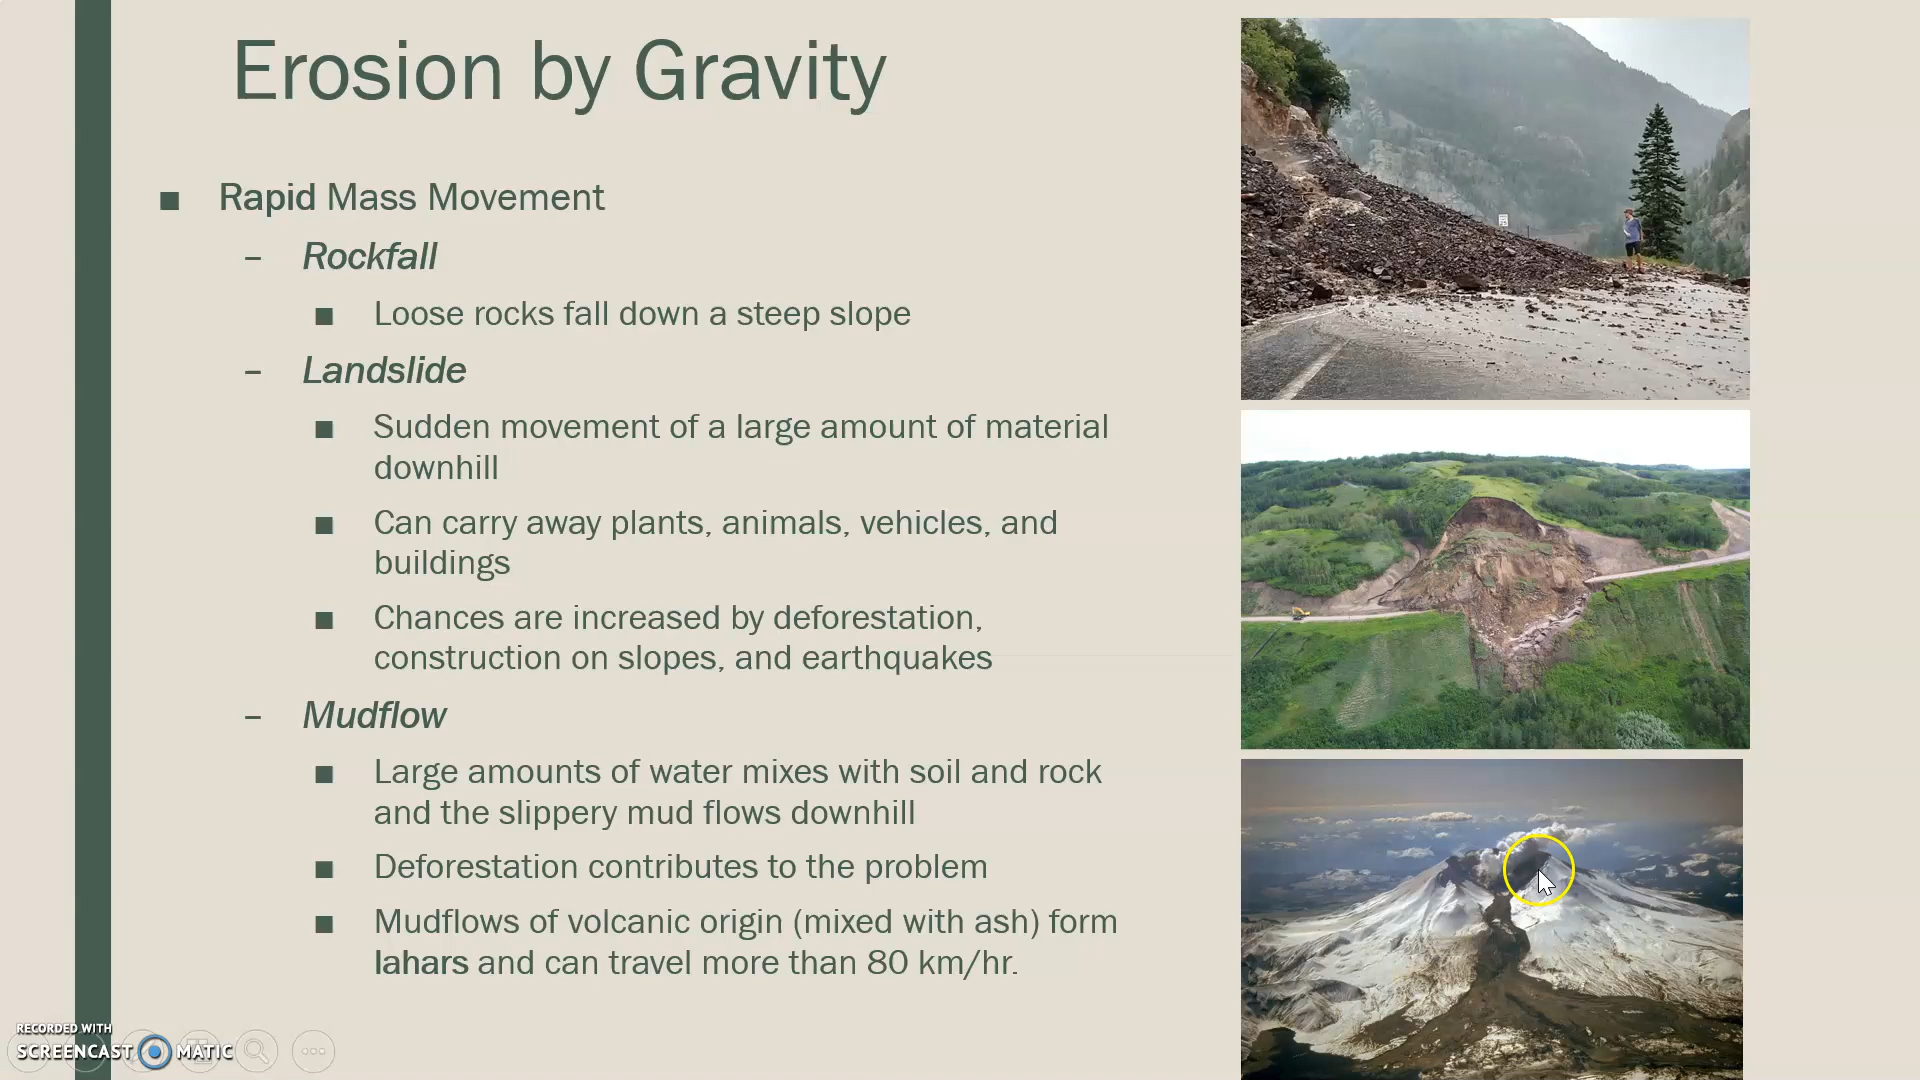 Erosion by Gravity
■ Rapid Mass Movement
– Rockfall
■ Loose rocks fall down a steep slope
– Landslide
■ Sudden movement of a large amount of material
downhill
■ Can carry away plants, animals, vehicles, and
buildings
■ Chances are increased by deforestation,
construction on slopes, and earthquakes
– Mudflow
■ Large amounts of water mixes with soil and rock
and the slippery mud flows downhill
■ Deforestation contributes to the problem
■ Mudflows of volcanic origin (mixed with ash) form
lahars and can travel more than 80 km/hr.
RECORDED WITH
SCREENCAST MATIC